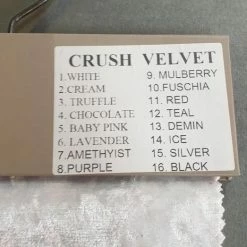 CRUSH VELVET
1.WHITE
2.CREAM
3.TRUFFLE
4.CHOCOLATE
5.BABY PINK
6.LAVENDER
7.AMETHYIST
8.PURPLE
9. MULBERRY
10.FUSCHIA
11. RED
12. TEAL
13. DEMIN
14. ICE
15. SILVER
16. BLACK